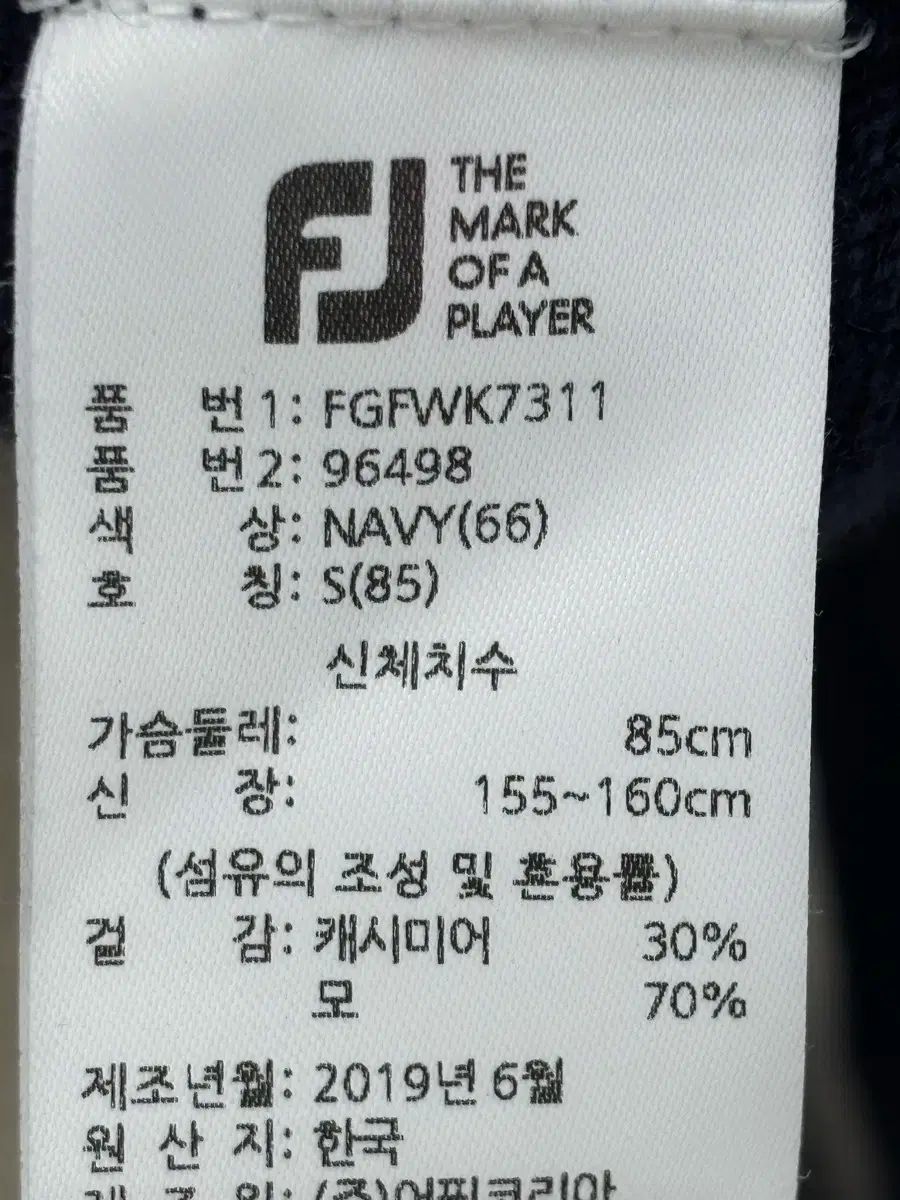 FJ
THE
MARK
OF A
PLAYER
품 번1: FGFWK7311
품 번2: 96498
색 상: NAVY(66)
호 칭: S(85)
신체치수
가슴둘레: 85cm
신 장: 155~160cm
(섬유의 조성 및 혼용률)
겉 감: 캐시미어 30%
모 70%
제조년월: 2019년 6월
원 산 지: 한국